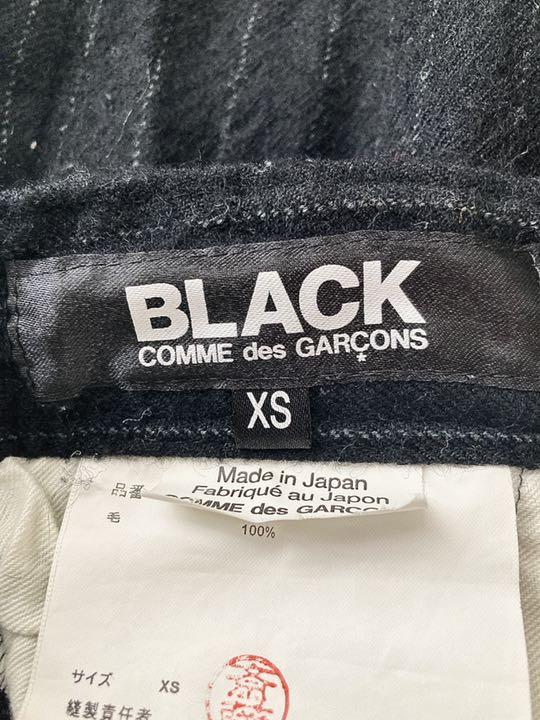 BLACK
COMME des GARÇONS
XS
Made in Japan
Fabriqué au Japon
COMME des GARÇONS
品番
毛 100%
サイズ XS
縫製責任者